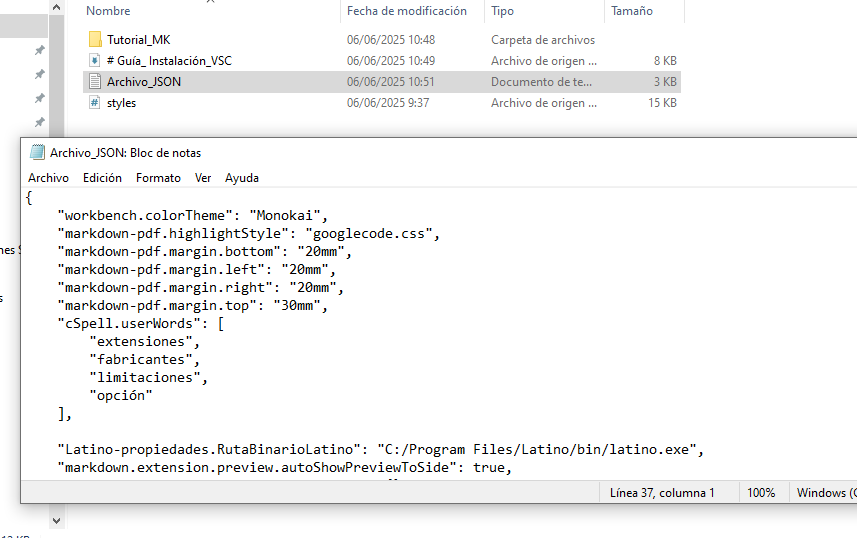 Nombre Fecha de modificación Tipo Tamaño
Tutorial_MK 06/06/2025 10:48 Carpeta de archivos
# Guía_ Instalación_VSC 06/06/2025 10:49 Archivo de origen ... 8 KB
Archivo_JSON 06/06/2025 10:51 Documento de te... 3 KB
# styles 06/06/2025 9:37 Archivo de origen ... 15 KB
Archivo_JSON: Bloc de notas
Archivo Edición Formato Ver Ayuda
{
"workbench.colorTheme": "Monokai",
"markdown-pdf.highlightStyle": "googlecode.css",
"markdown-pdf.margin.bottom": "20mm",
"markdown-pdf.margin.left": "20mm",
"markdown-pdf.margin.right": "20mm",
"markdown-pdf.margin.top": "30mm",
"cSpell.userWords": [
"extensiones",
"fabricantes",
"limitaciones",
"opción"
],
"Latino-propiedades.RutaBinarioLatino": "C:/Program Files/Latino/bin/latino.exe",
"markdown.extension.preview.autoShowPreviewToSide": true,
Línea 37, columna 1 100% Windows (